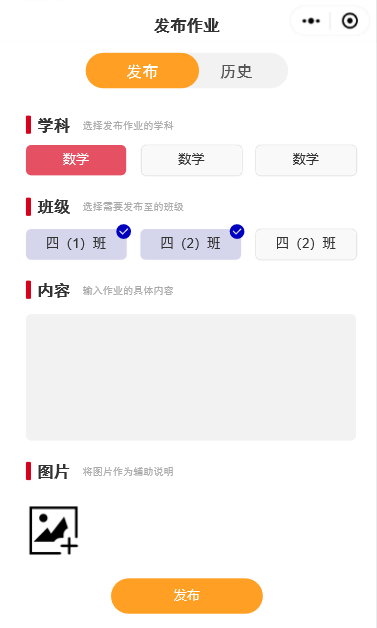 发布作业
发布 历史
学科 选择发布作业的学科
数学 数学 数学
班级 选择需要发布至的班级
四（1）班 四（2）班 四（2）班
内容 输入作业的具体内容
图片 将图片作为辅助说明
发布